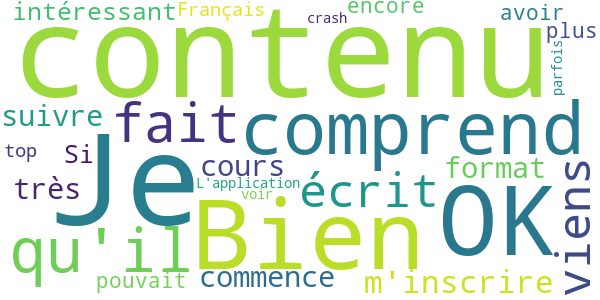 intéressant Français crash encore avoir
contenu plus
parfois
suivre fait comprend
top Si Je cours format
très L'application écrit OK viens
voir
qu'il Bien
pouvait commence m'inscrire